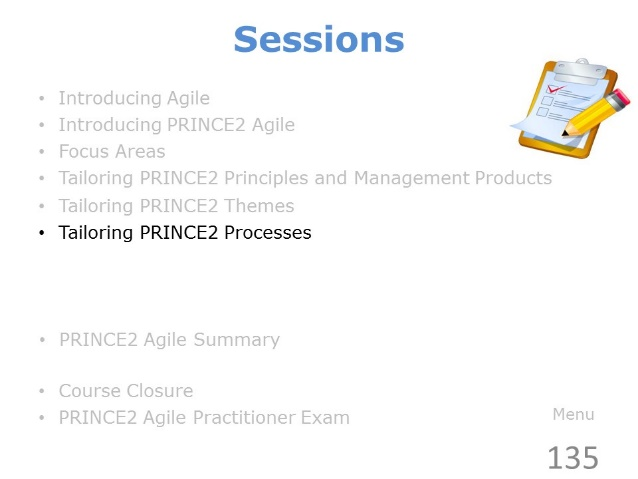 Sessions
• Introducing Agile
• Introducing PRINCE2 Agile
• Focus Areas
• Tailoring PRINCE2 Principles and Management Products
• Tailoring PRINCE2 Themes
• Tailoring PRINCE2 Processes
• PRINCE2 Agile Summary
• Course Closure
• PRINCE2 Agile Practitioner Exam
Menu
135